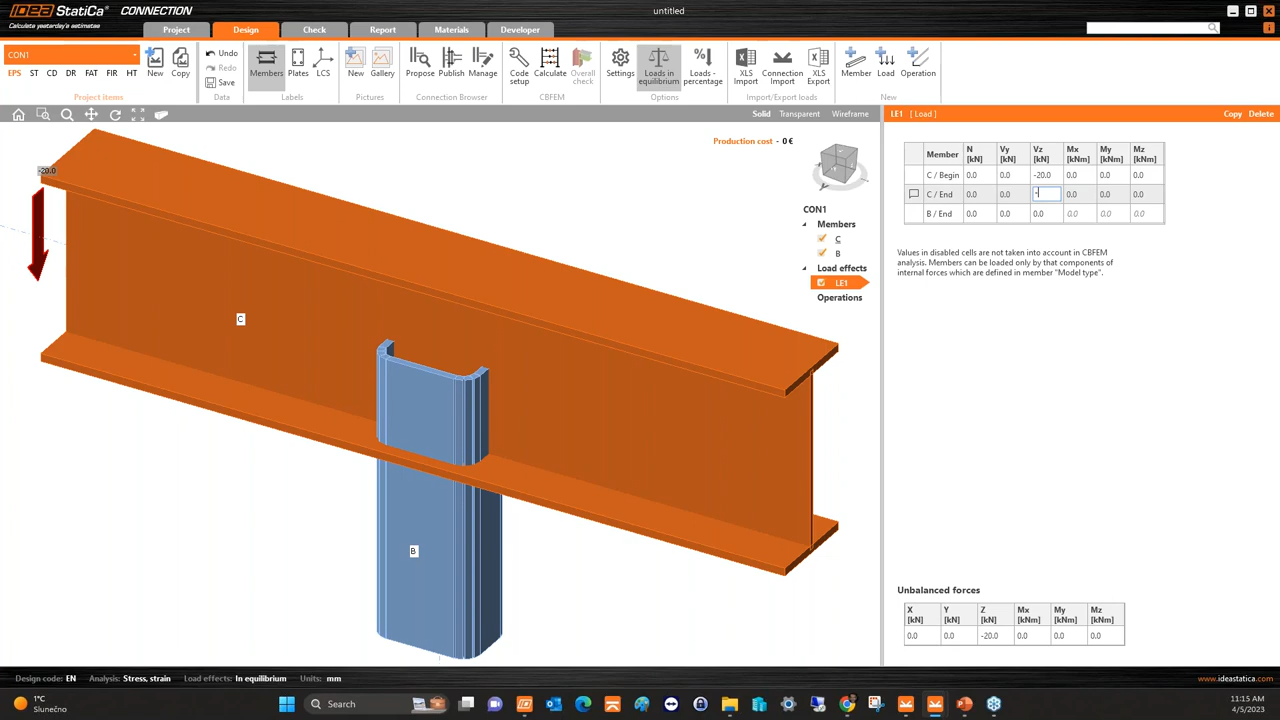 IDEA StatiCa® CONNECTION
Calculate yesterday's estimates
untitled
Project Design Check Report Materials Developer
CON1
EPS ST CD DR FAT FIR HT
Project items
New Copy
Undo
Redo
Save
Data
Members Plates LCS
Labels
New Gallery
Pictures
Propose Publish Manage
Connection Browser
Code setup Calculate Overall check
CBFEM
Settings Loads in equilibrium Loads - percentage
Options
XLS Import Connection Import XLS Export
Import/Export loads
Member Load Operation
New
Solid Transparent Wireframe
LE1 [ Load ] Copy Delete
Production cost - 0 €
-20.0
C
B
CON1
Members
C
B
Load effects
LE1
Operations
Member N [kN] Vy [kN] Vz [kN] Mx [kNm] My [kNm] Mz [kNm]
C / Begin 0.0 0.0 -20.0 0.0 0.0 0.0
C / End 0.0 0.0 - 0.0 0.0 0.0
B / End 0.0 0.0 0.0 0.0 0.0 0.0
Values in disabled cells are not taken into account in CBFEM
analysis. Members can be loaded only by that components of
internal forces which are defined in member "Model type".
Unbalanced forces
X [kN] Y [kN] Z [kN] Mx [kNm] My [kNm] Mz [kNm]
0.0 0.0 -20.0 0.0 0.0 0.0
Design code: EN Analysis: Stress, strain Load effects: In equilibrium Units: mm
www.ideastatica.com
1°C
Slunečno
Search
11:15 AM
4/5/2023